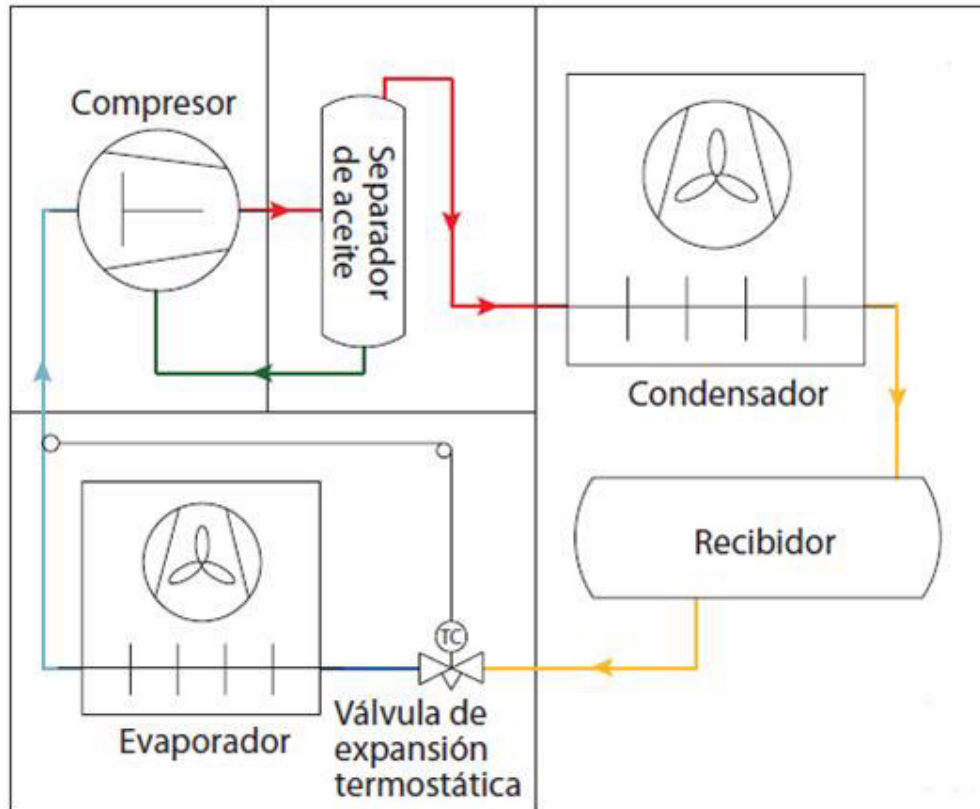 Compresor
Separador
de aceite
Condensador
Recibidor
TC
Evaporador
Válvula de
expansión
termostática